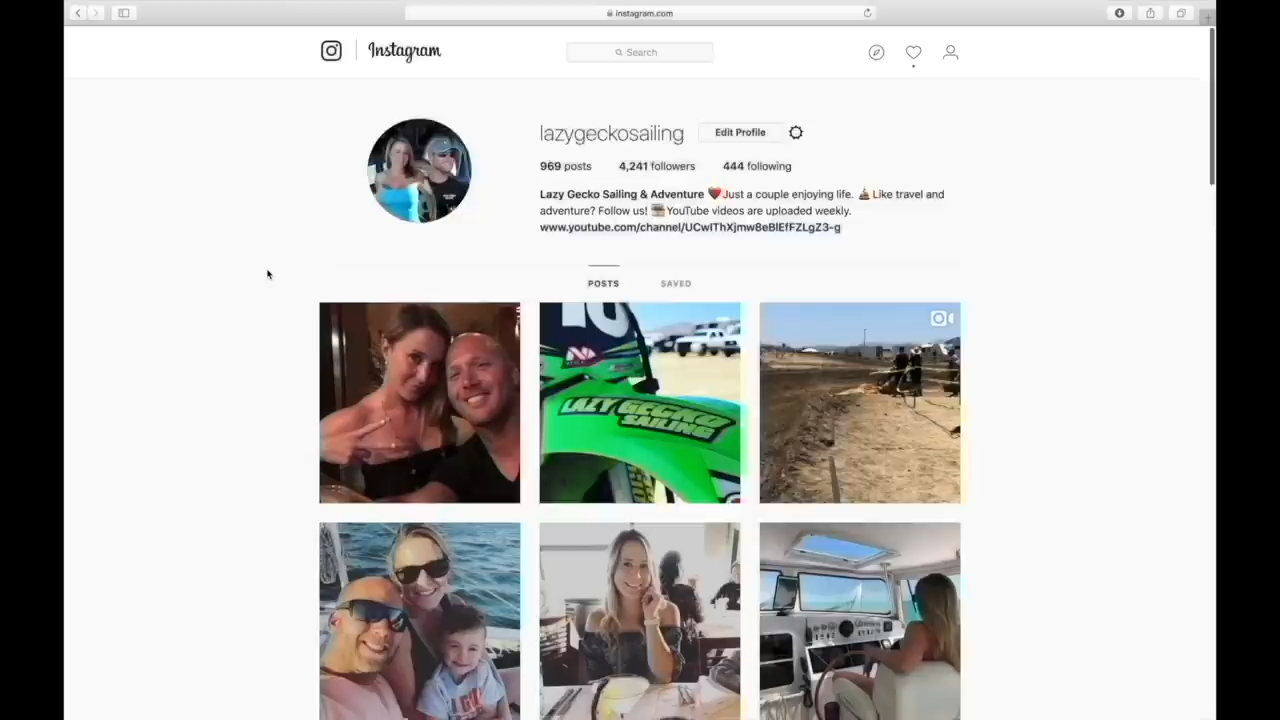 instagram.com
Instagram
Search
lazygeckosailing Edit Profile
969 posts 4,241 followers 444 following
Lazy Gecko Sailing & Adventure ❤️Just a couple enjoying life. ⛵Like travel and
adventure? Follow us! YouTube videos are uploaded weekly.
www.youtube.com/channel/UCwIThXjmw8eBlEfFZLgZ3-g
POSTS SAVED
10
LAZY GECKO
SAILING